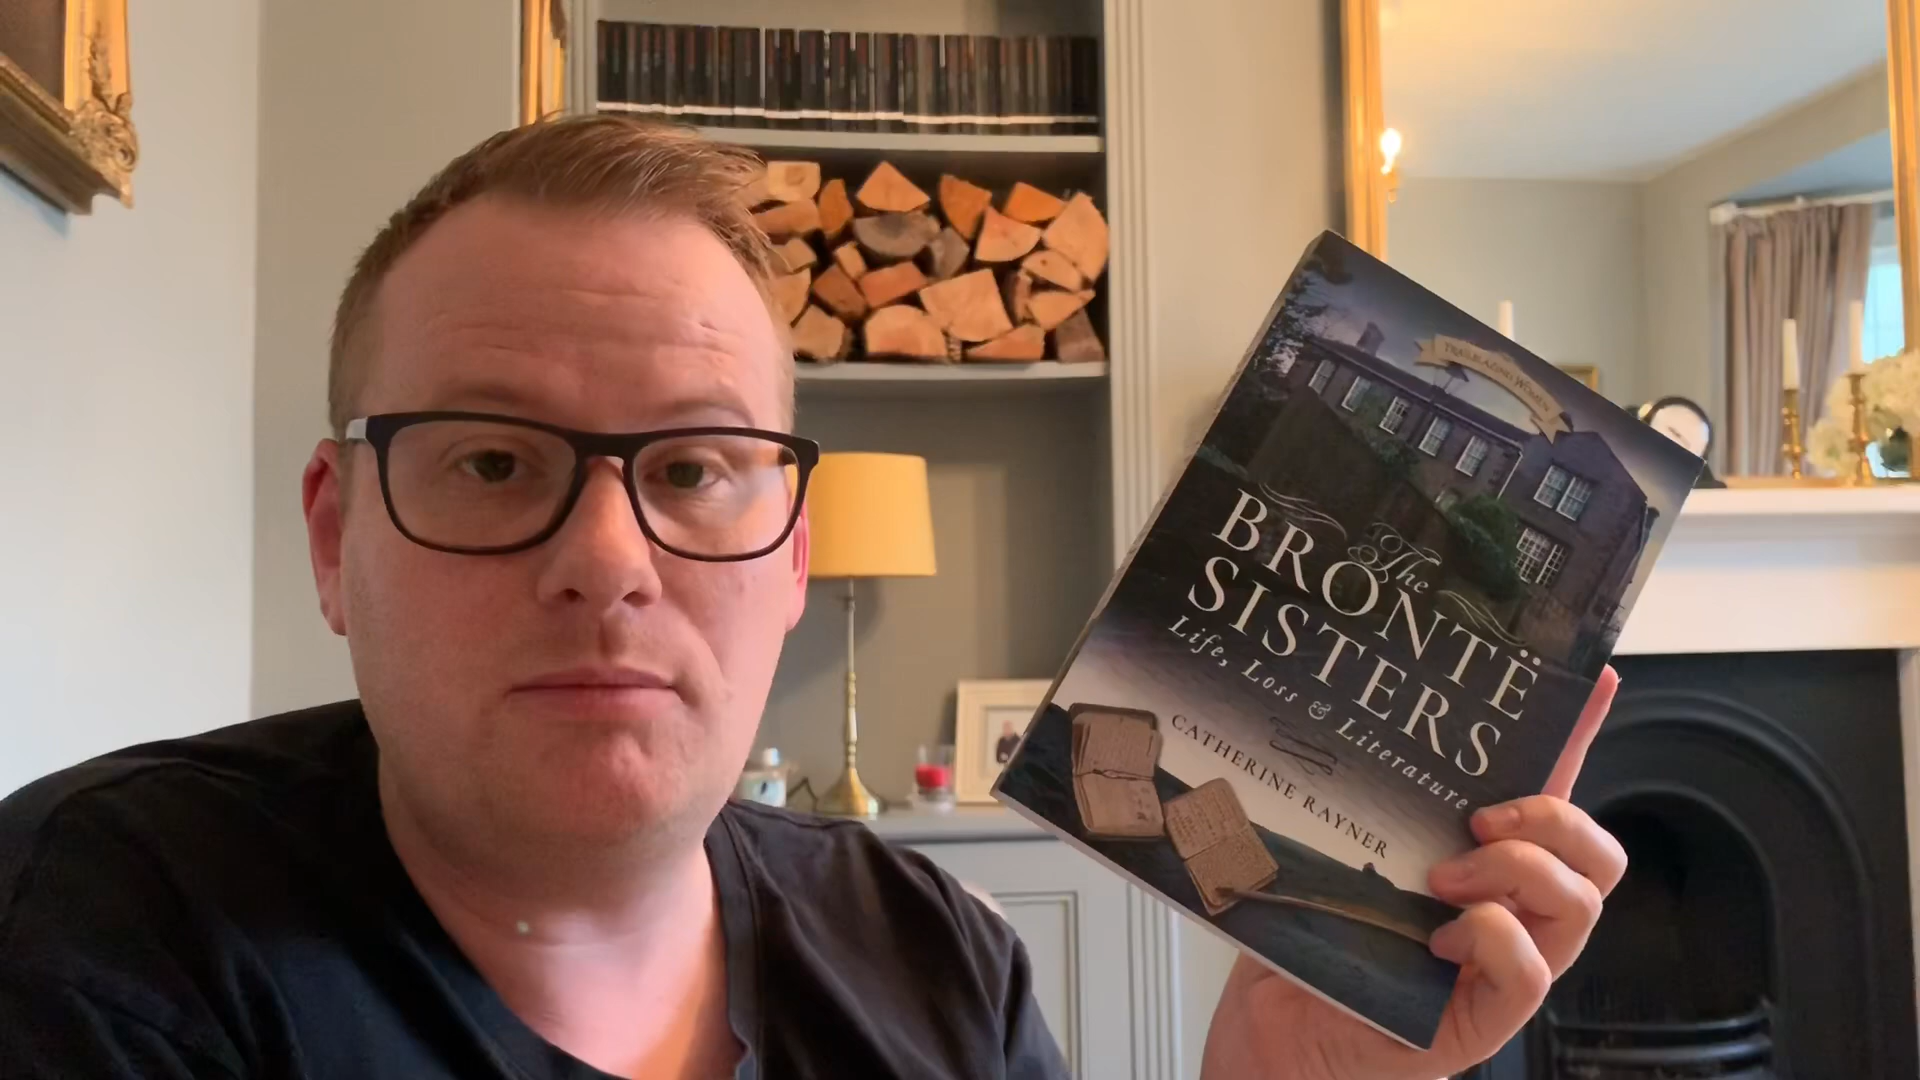 TRAILBLAZING WOMEN
The
BRONTË
SISTERS
Life, Loss & Literature
CATHERINE RAYNER